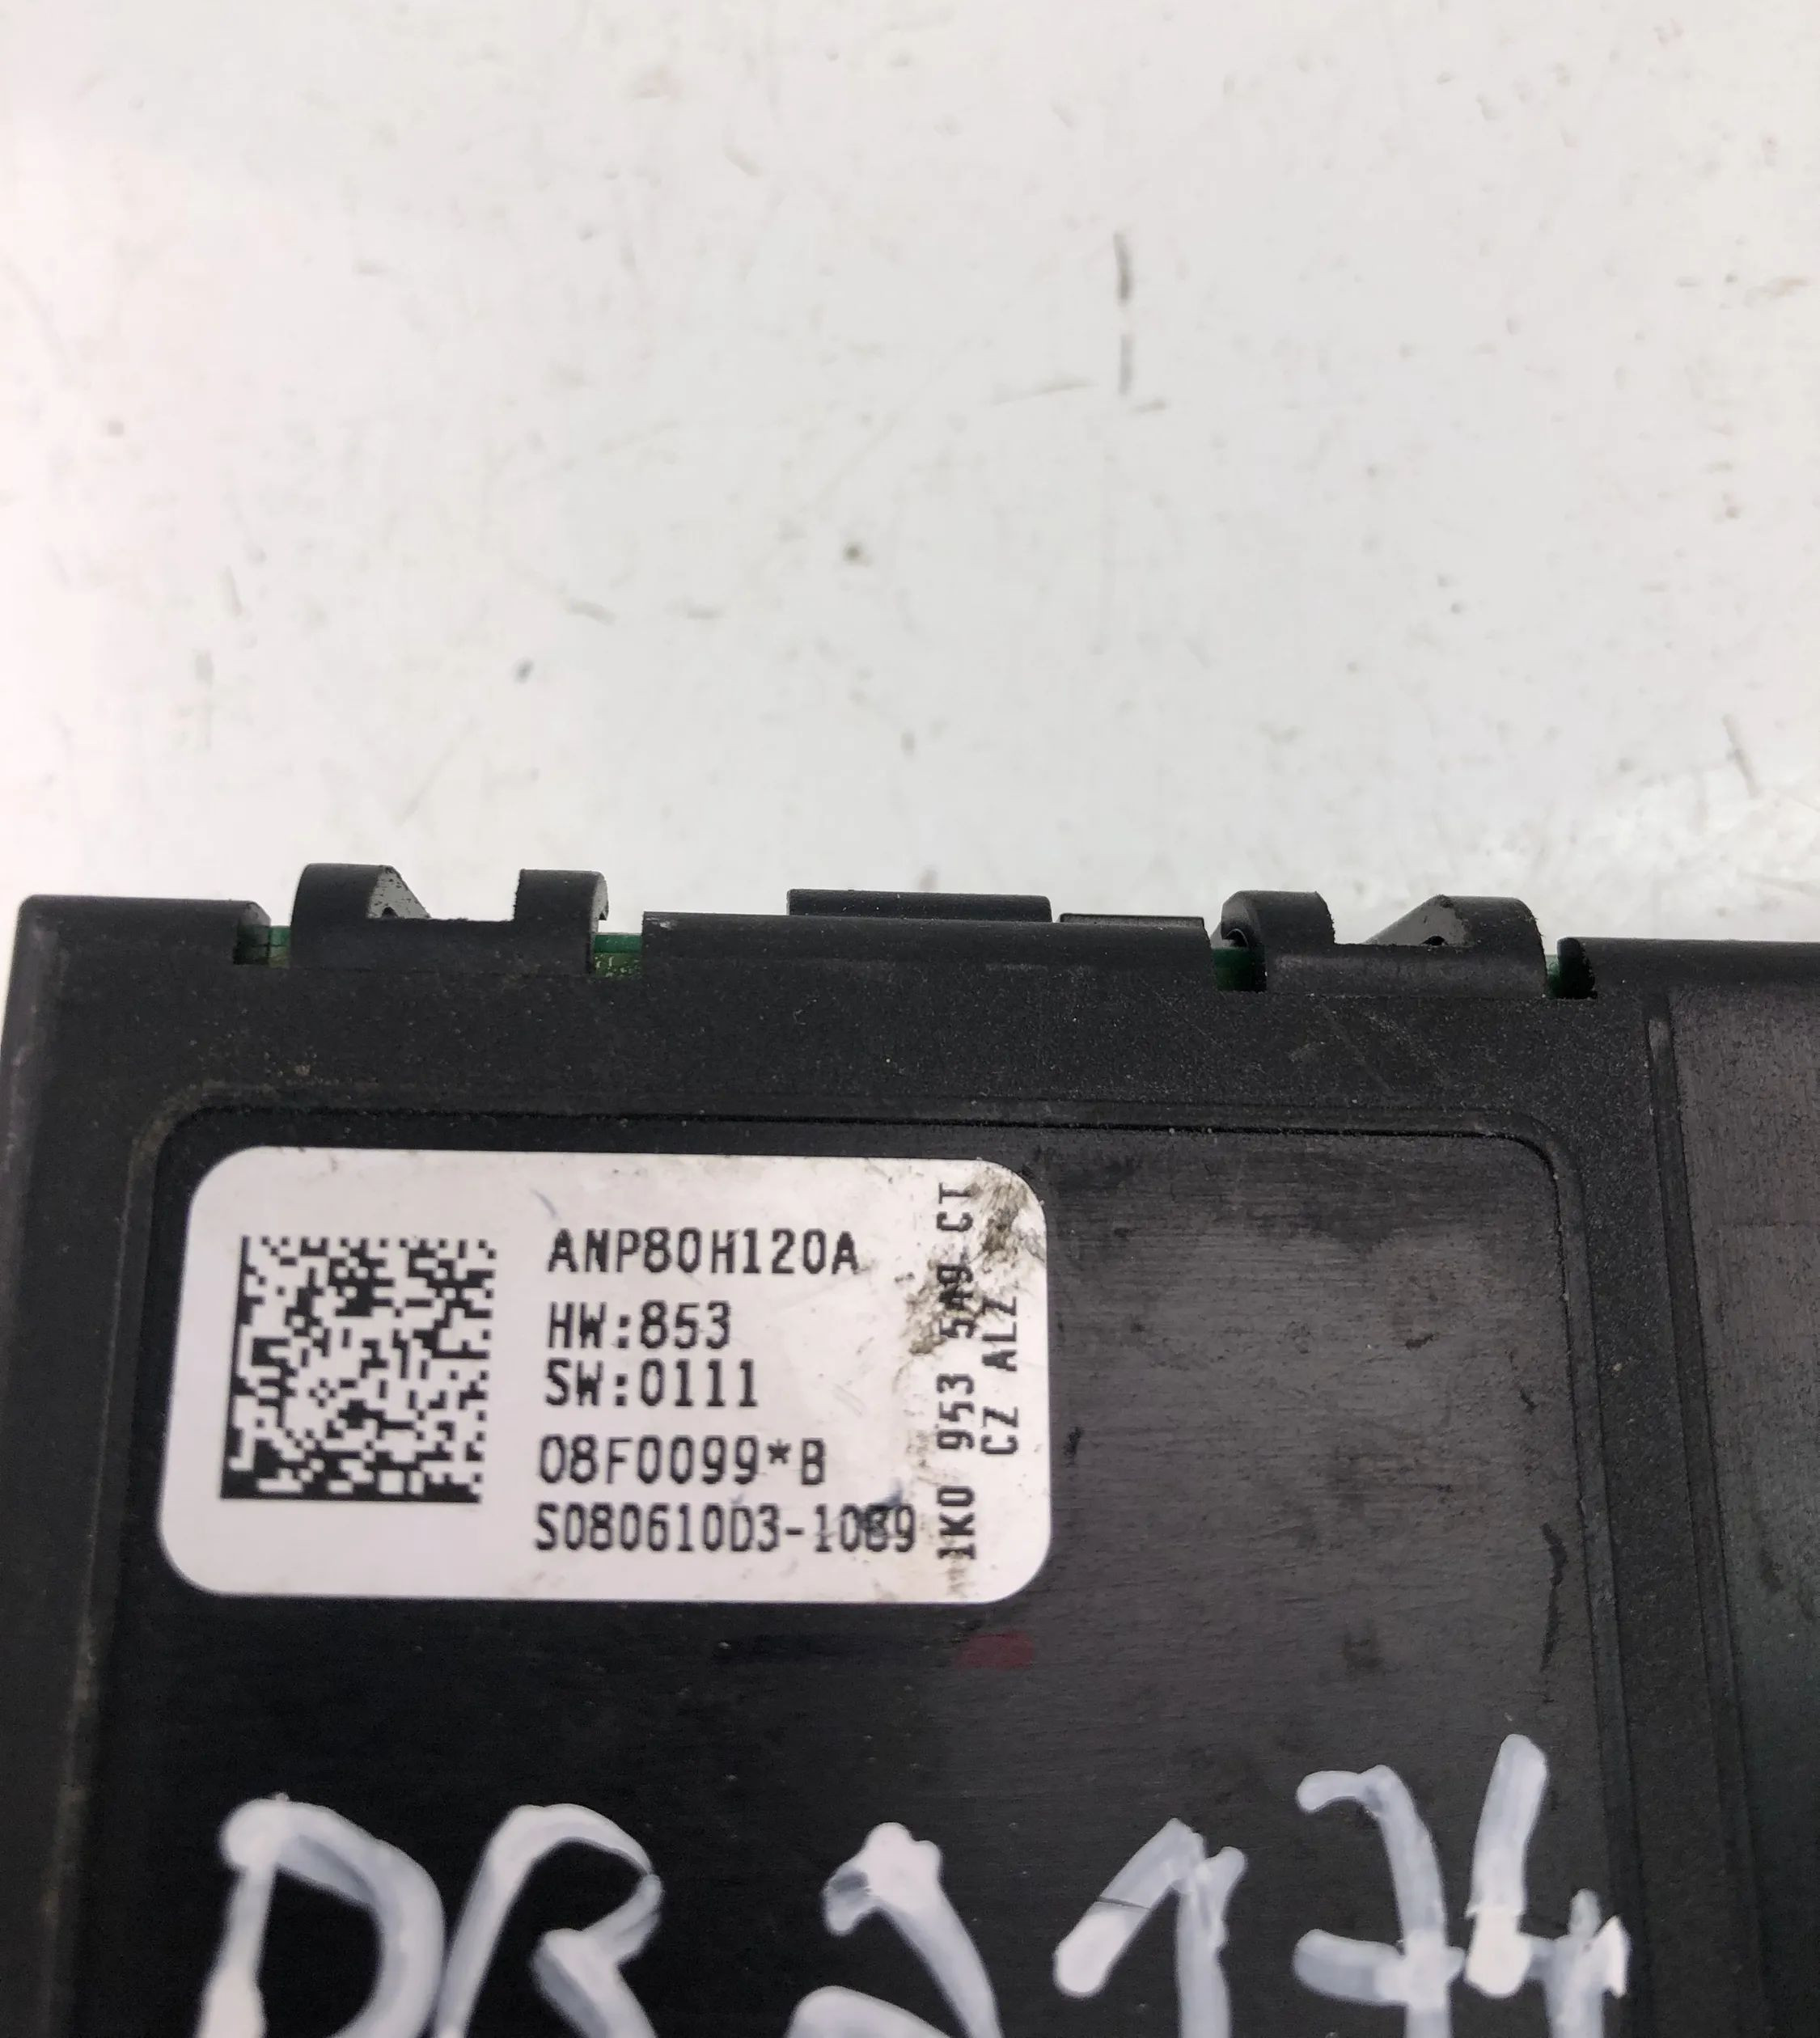 ANP80H120A
HW:853
SW:0111
08F0099*B
S080610D3-1089
1K0 953 549 CT
CZ ALZ